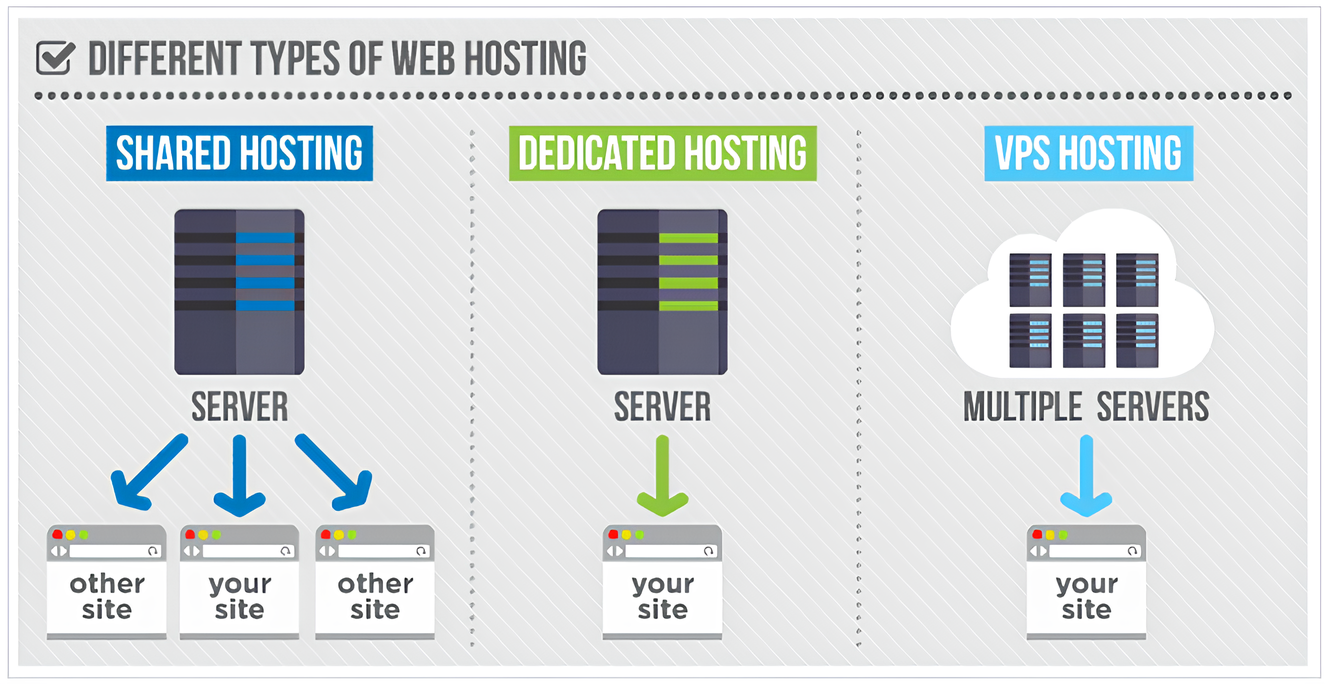 DIFFERENT TYPES OF WEB HOSTING
SHARED HOSTING
SERVER
other
site
your
site
other
site
DEDICATED HOSTING
SERVER
your
site
VPS HOSTING
MULTIPLE SERVERS
your
site